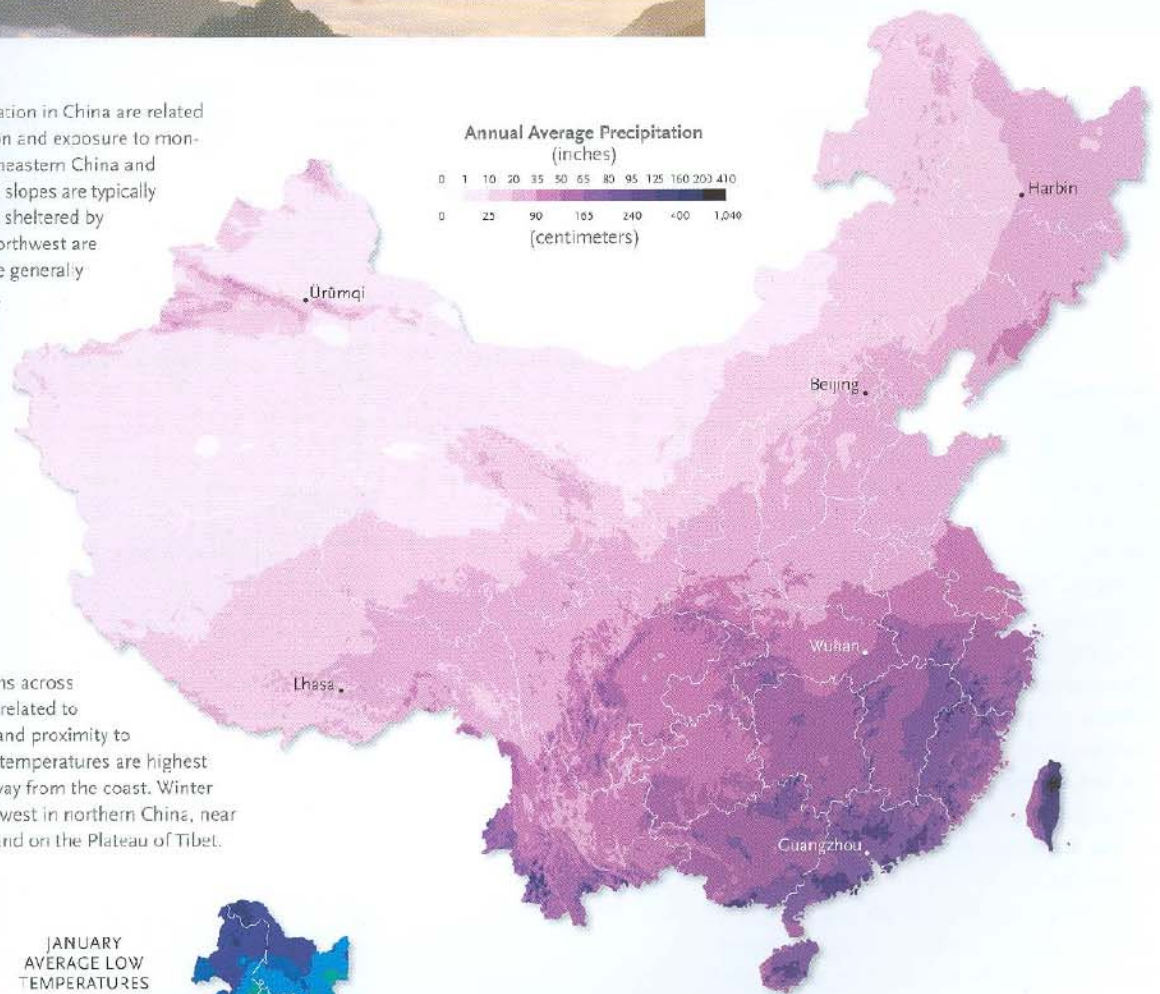 ation in China are related
n and exposure to mon-
heastern China and
slopes are typically
sheltered by
orthwest are
e generally
Annual Average Precipitation
(inches)
0 1 10 20 35 50 65 80 95 125 160 200 410
0 25 90 165 240 400 1,040
(centimeters)
Harbin
Ürümqi
Beijing
Wuhan
Lhasa
Guangzhou
ns across
related to
and proximity to
temperatures are highest
way from the coast. Winter
west in northern China, near
and on the Plateau of Tibet.
JANUARY
AVERAGE LOW
TEMPERATURES